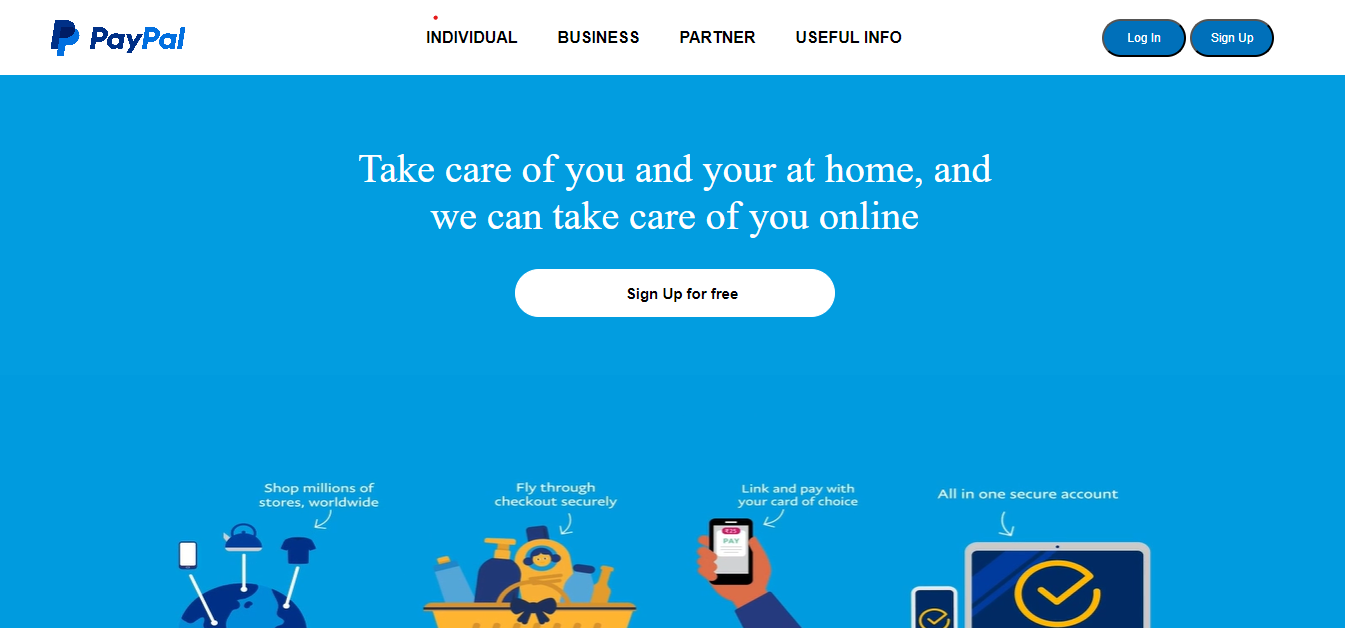 PayPal
INDIVIDUAL
BUSINESS
PARTNER
USEFUL INFO
Log In
Sign Up
Take care of you and your at home, and
we can take care of you online
Sign Up for free
Shop millions of
stores, worldwide
Fly through
checkout securely
Link and pay with
your card of choice
All in one secure account
₹25
PAY